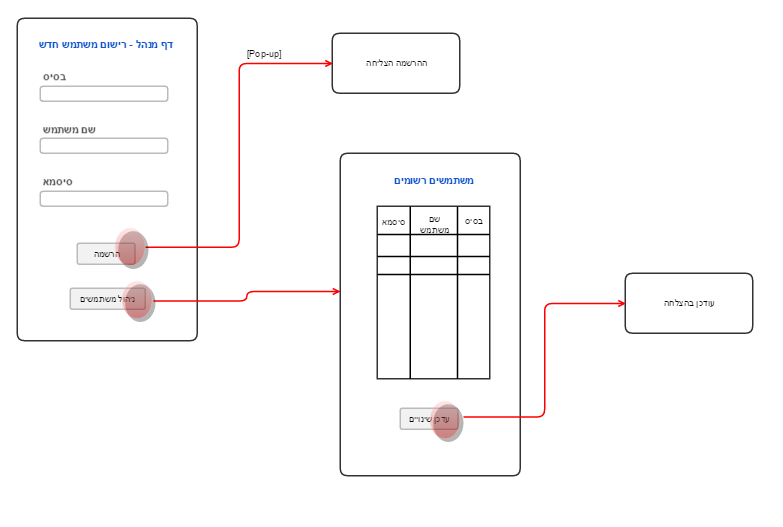 דף מנהל - רישום משתמש חדש
בסיס
שם משתמש
סיסמא
הרשמה
ניהול משתמשים
[Pop-up]
ההרשמה הצליחה
משתמשים רשומים
בסיס שם משתמש סיסמא
עדכן שינויים
עודכן בהצלחה